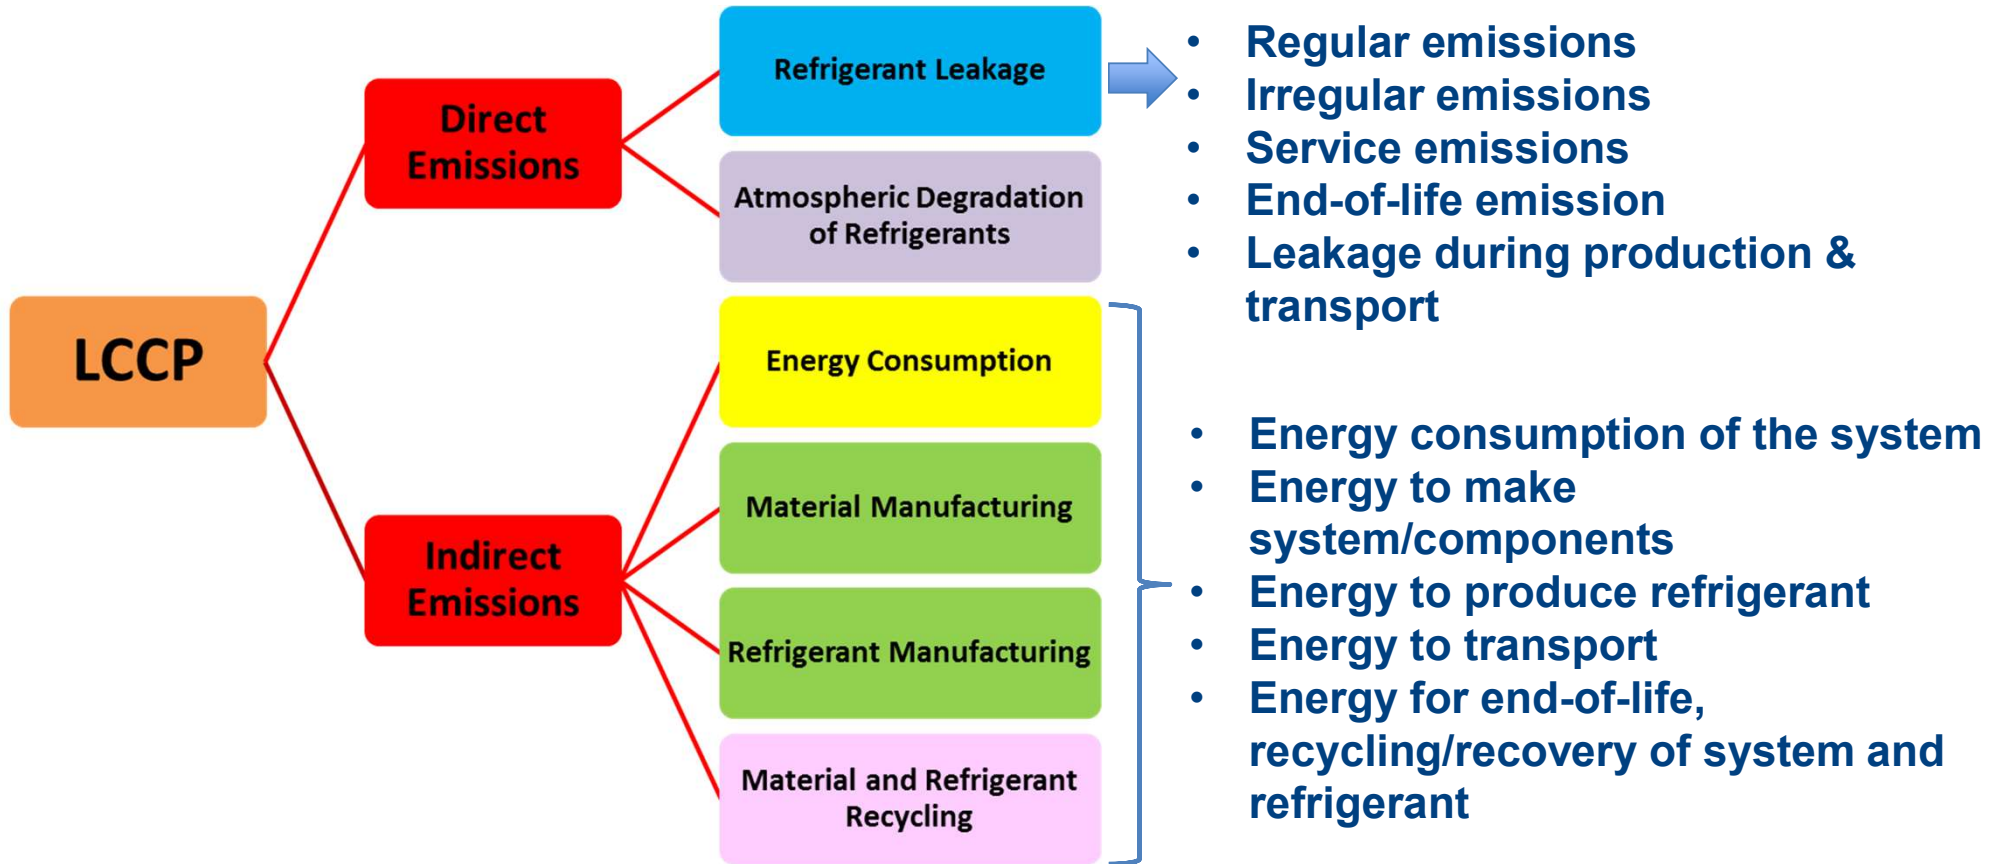 LCCP
Direct
Emissions
Indirect
Emissions
Refrigerant Leakage
Atmospheric Degradation
of Refrigerants
Energy Consumption
Material Manufacturing
Refrigerant Manufacturing
Material and Refrigerant
Recycling
• Regular emissions
• Irregular emissions
• Service emissions
• End-of-life emission
• Leakage during production &
transport
• Energy consumption of the system
• Energy to make
system/components
• Energy to produce refrigerant
• Energy to transport
• Energy for end-of-life,
recycling/recovery of system and
refrigerant